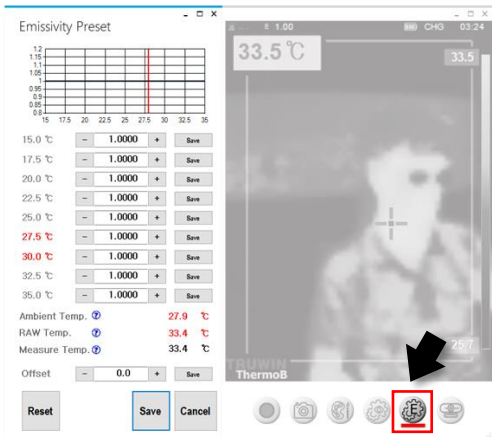 Emissivity Preset
1.2
1.15
1.1
1.05
1
0.95
0.9
0.85
0.8
15 17.5 20 22.5 25 27.5 30 32.5 35
15.0 ℃ − 1.0000 + Save
17.5 ℃ − 1.0000 + Save
20.0 ℃ − 1.0000 + Save
22.5 ℃ − 1.0000 + Save
25.0 ℃ − 1.0000 + Save
27.5 ℃ − 1.0000 + Save
30.0 ℃ − 1.0000 + Save
32.5 ℃ − 1.0000 + Save
35.0 ℃ − 1.0000 + Save
Ambient Temp. ? 27.9 ℃
RAW Temp. ? 33.4 ℃
Measure Temp. ? 33.4 ℃
Offset − 0.0 + Save
Reset Save Cancel
E 1.00 CHG 03:24
33.5 ℃
33.5
25.7
TRUWIN
ThermoB
E